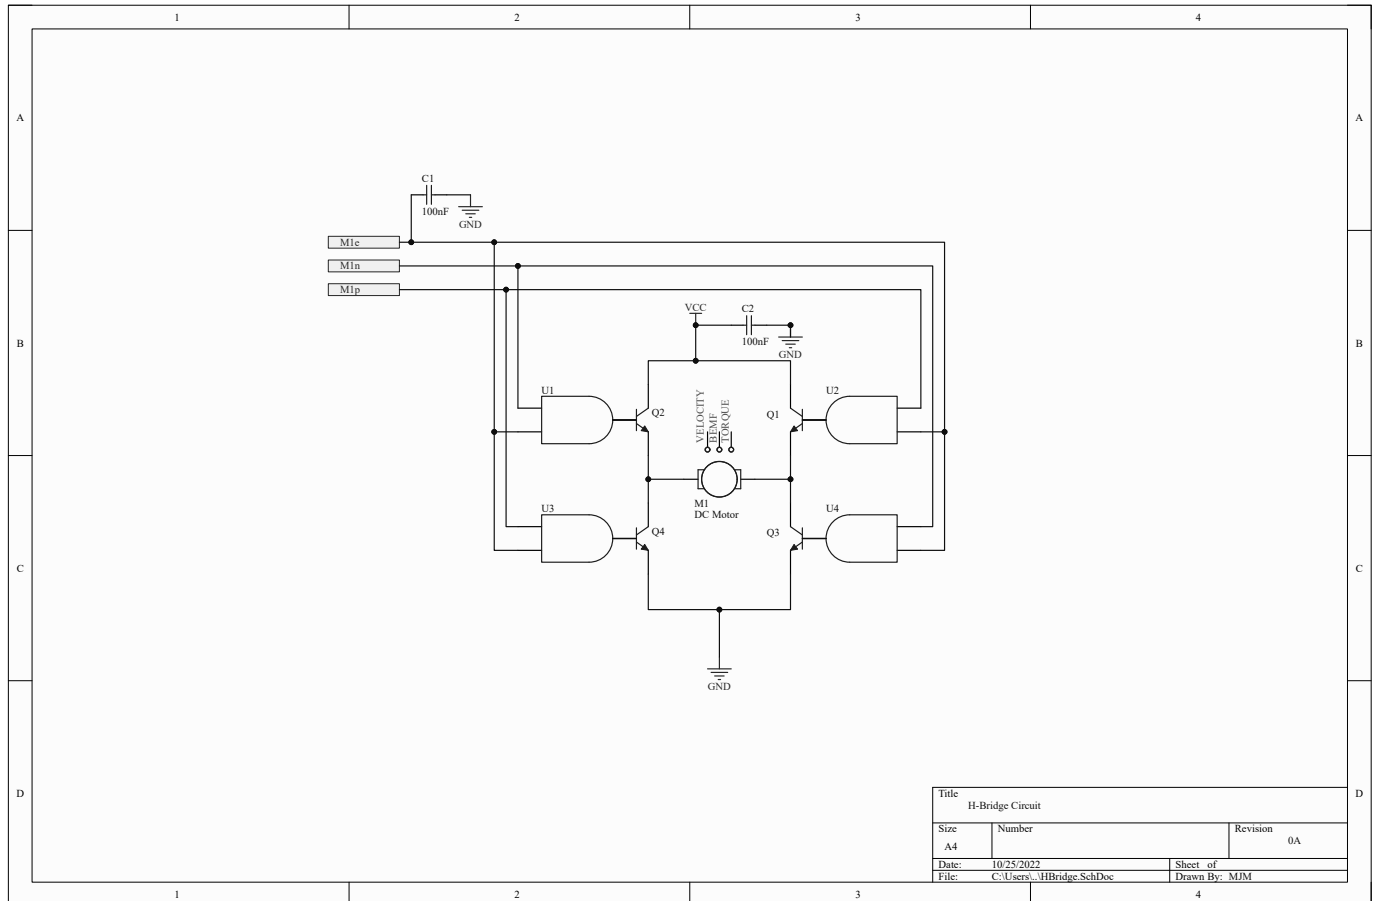 1 2 3 4
A A
C1
100nF
GND
M1e
M1n
M1p
VCC C2
100nF
GND
B B
U1 U2
VELOCITY
BEMF
TORQUE
Q2 Q1
M1
DC Motor
U3 U4
Q4 Q3
C C
GND
D D
Title
H-Bridge Circuit
Size Number Revision
A4 0A
Date: 10/25/2022 Sheet of
File: C:\Users\..\HBridge.SchDoc Drawn By: MJM
1 2 3 4